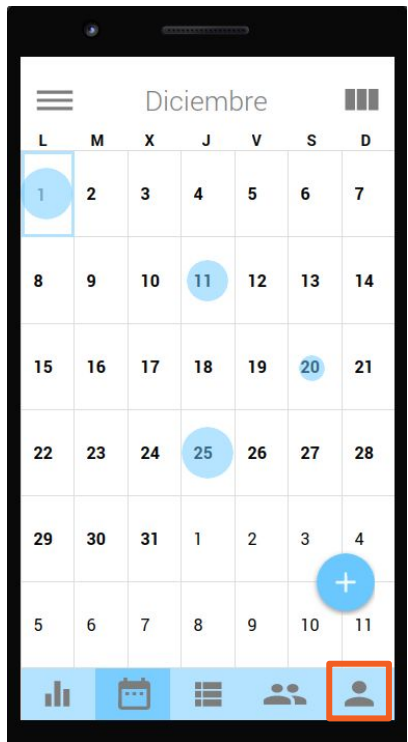 Diciembre
L M X J V S D
1 2 3 4 5 6 7
8 9 10 11 12 13 14
15 16 17 18 19 20 21
22 23 24 25 26 27 28
29 30 31 1 2 3 4
+
5 6 7 8 9 10 11